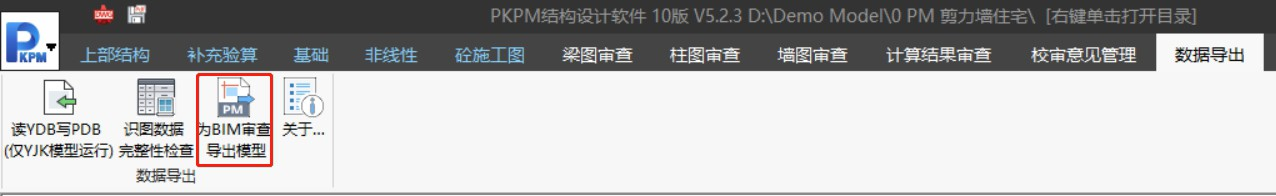 DWG
PKPM结构设计软件 10版 V5.2.3 D:\Demo Model\0 PM 剪力墙住宅\ [右键单击打开目录]
PKPM
上部结构 补充验算 基础 非线性 砼施工图 梁图审查 柱图审查 墙图审查 计算结果审查 校审意见管理 数据导出
PM
读YDB写PDB 识图数据 为BIM审查 关于...
(仅YJK模型运行) 完整性检查 导出模型
数据导出